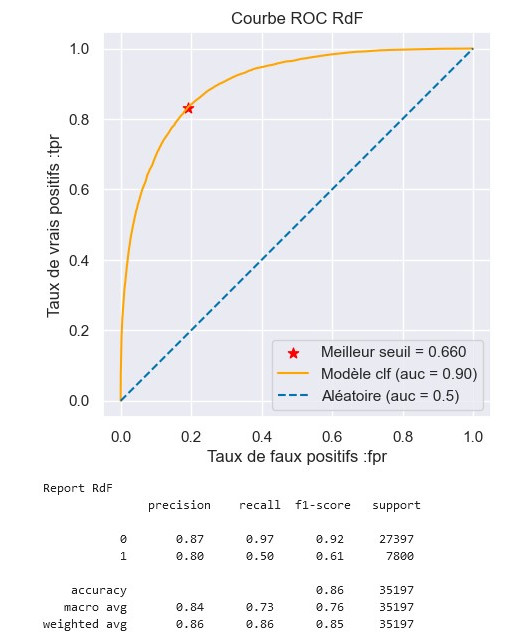 Courbe ROC RdF
1.0
0.8
0.6
0.4
0.2
0.0
Taux de vrais positifs :tpr
Meilleur seuil = 0.660
Modèle clf (auc = 0.90)
Aléatoire (auc = 0.5)
0.0 0.2 0.4 0.6 0.8 1.0
Taux de faux positifs :fpr
Report RdF
precision recall f1-score support
0 0.87 0.97 0.92 27397
1 0.80 0.50 0.61 7800
accuracy 0.86 35197
macro avg 0.84 0.73 0.76 35197
weighted avg 0.86 0.86 0.85 35197